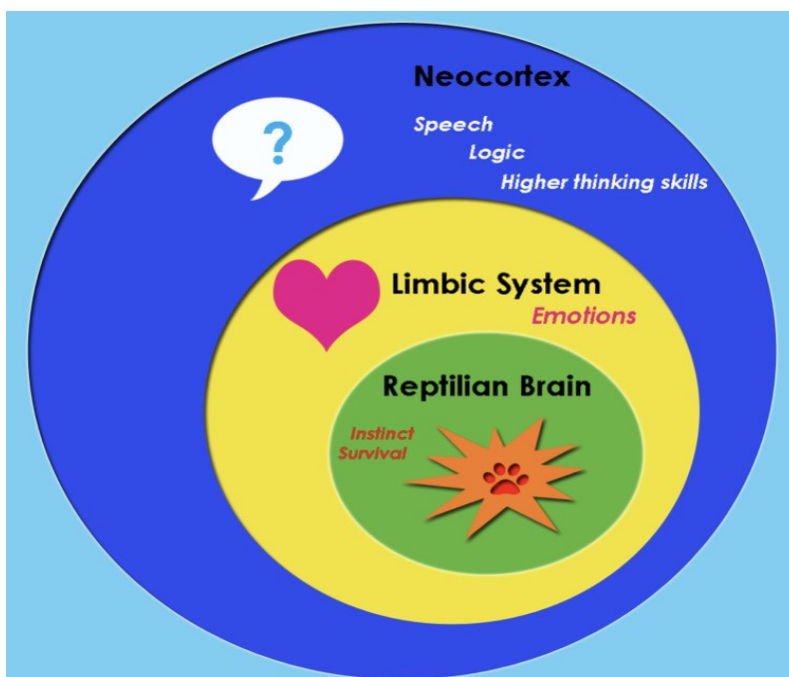 Neocortex
?
Speech
Logic
Higher thinking skills
Limbic System
Emotions
Reptilian Brain
Instinct
Survival